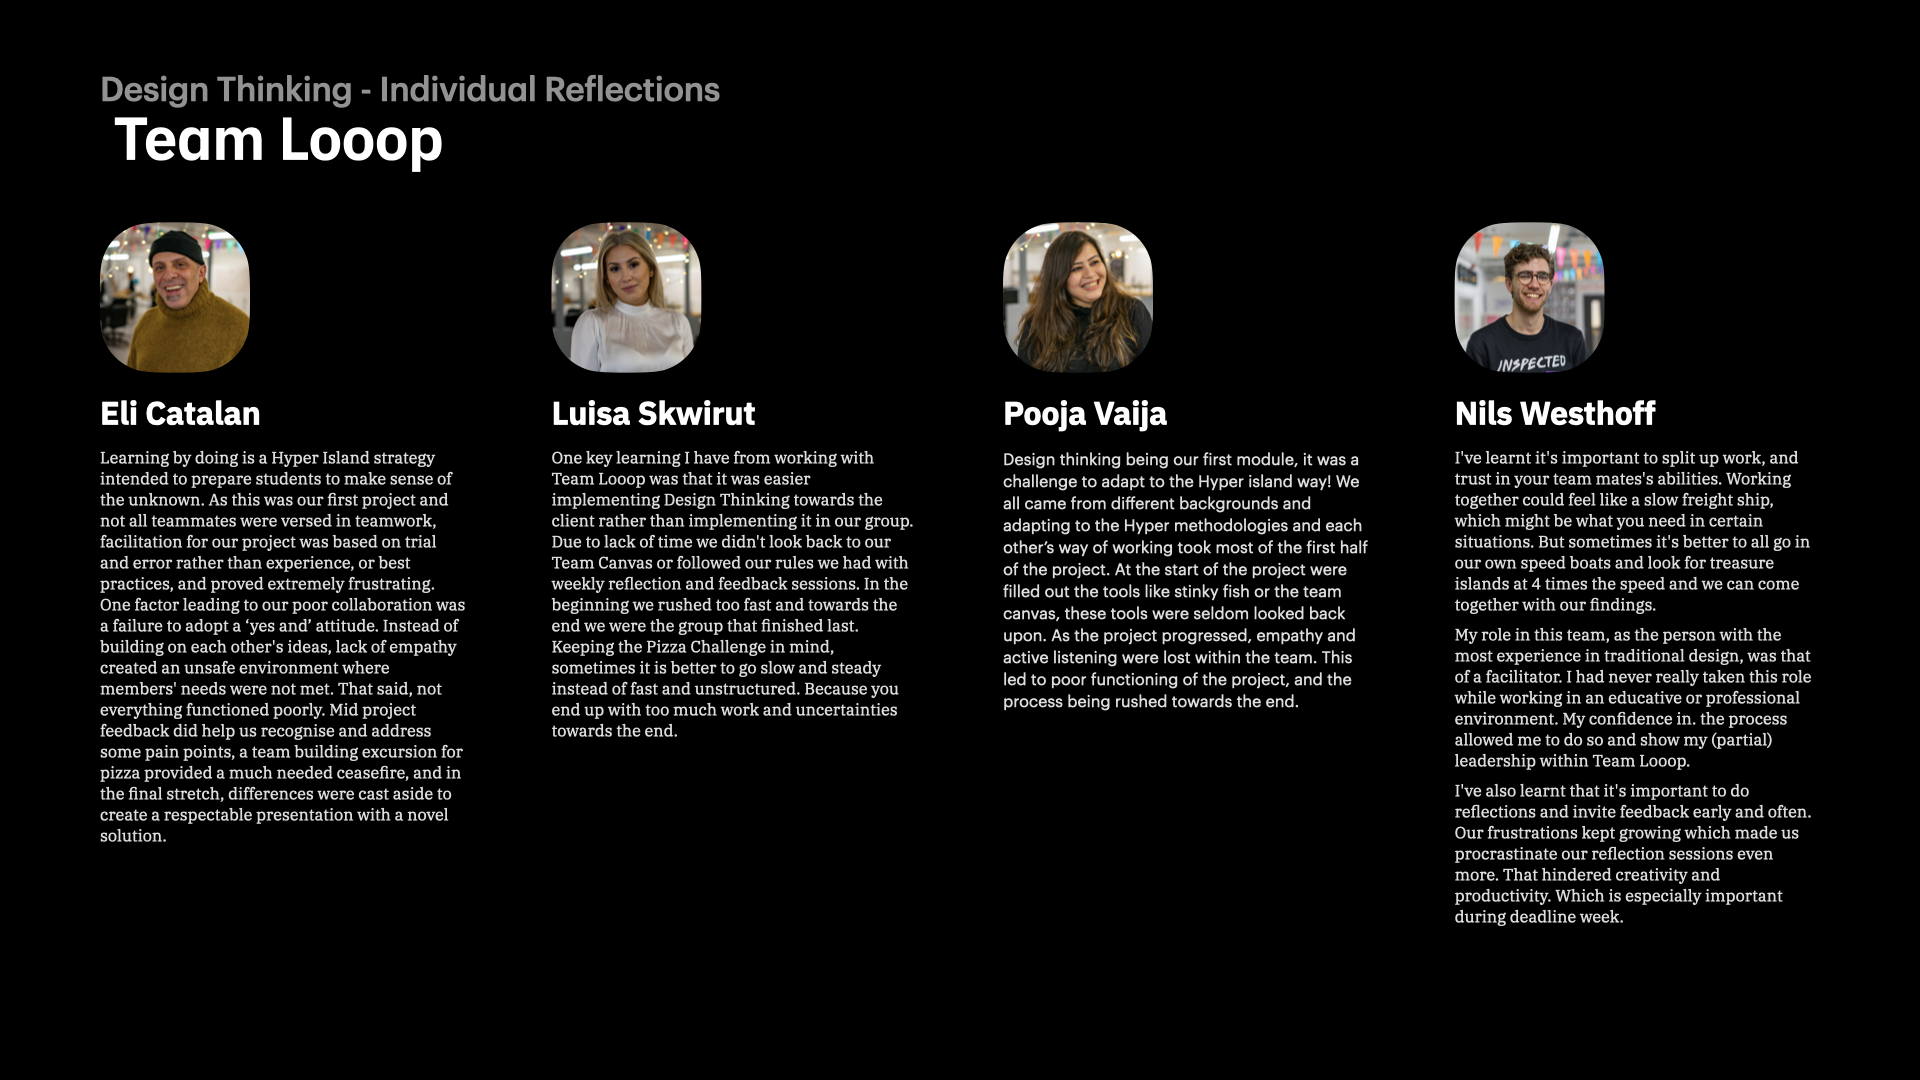 Design Thinking - Individual Reflections
Team Looop
INSPECTED
Eli Catalan
Learning by doing is a Hyper Island strategy
intended to prepare students to make sense of
the unknown. As this was our first project and
not all teammates were versed in teamwork,
facilitation for our project was based on trial
and error rather than experience, or best
practices, and proved extremely frustrating.
One factor leading to our poor collaboration was
a failure to adopt a ‘yes and’ attitude. Instead of
building on each other's ideas, lack of empathy
created an unsafe environment where
members' needs were not met. That said, not
everything functioned poorly. Mid project
feedback did help us recognise and address
some pain points, a team building excursion for
pizza provided a much needed ceasefire, and in
the final stretch, differences were cast aside to
create a respectable presentation with a novel
solution.
Luisa Skwirut
One key learning I have from working with
Team Looop was that it was easier
implementing Design Thinking towards the
client rather than implementing it in our group.
Due to lack of time we didn't look back to our
Team Canvas or followed our rules we had with
weekly reflection and feedback sessions. In the
beginning we rushed too fast and towards the
end we were the group that finished last.
Keeping the Pizza Challenge in mind,
sometimes it is better to go slow and steady
instead of fast and unstructured. Because you
end up with too much work and uncertainties
towards the end.
Pooja Vaija
Design thinking being our first module, it was a
challenge to adapt to the Hyper island way! We
all came from different backgrounds and
adapting to the Hyper methodologies and each
other’s way of working took most of the first half
of the project. At the start of the project were
filled out the tools like stinky fish or the team
canvas, these tools were seldom looked back
upon. As the project progressed, empathy and
active listening were lost within the team. This
led to poor functioning of the project, and the
process being rushed towards the end.
Nils Westhoff
I've learnt it's important to split up work, and
trust in your team mates's abilities. Working
together could feel like a slow freight ship,
which might be what you need in certain
situations. But sometimes it's better to all go in
our own speed boats and look for treasure
islands at 4 times the speed and we can come
together with our findings.
My role in this team, as the person with the
most experience in traditional design, was that
of a facilitator. I had never really taken this role
while working in an educative or professional
environment. My confidence in. the process
allowed me to do so and show my (partial)
leadership within Team Looop.
I've also learnt that it's important to do
reflections and invite feedback early and often.
Our frustrations kept growing which made us
procrastinate our reflection sessions even
more. That hindered creativity and
productivity. Which is especially important
during deadline week.